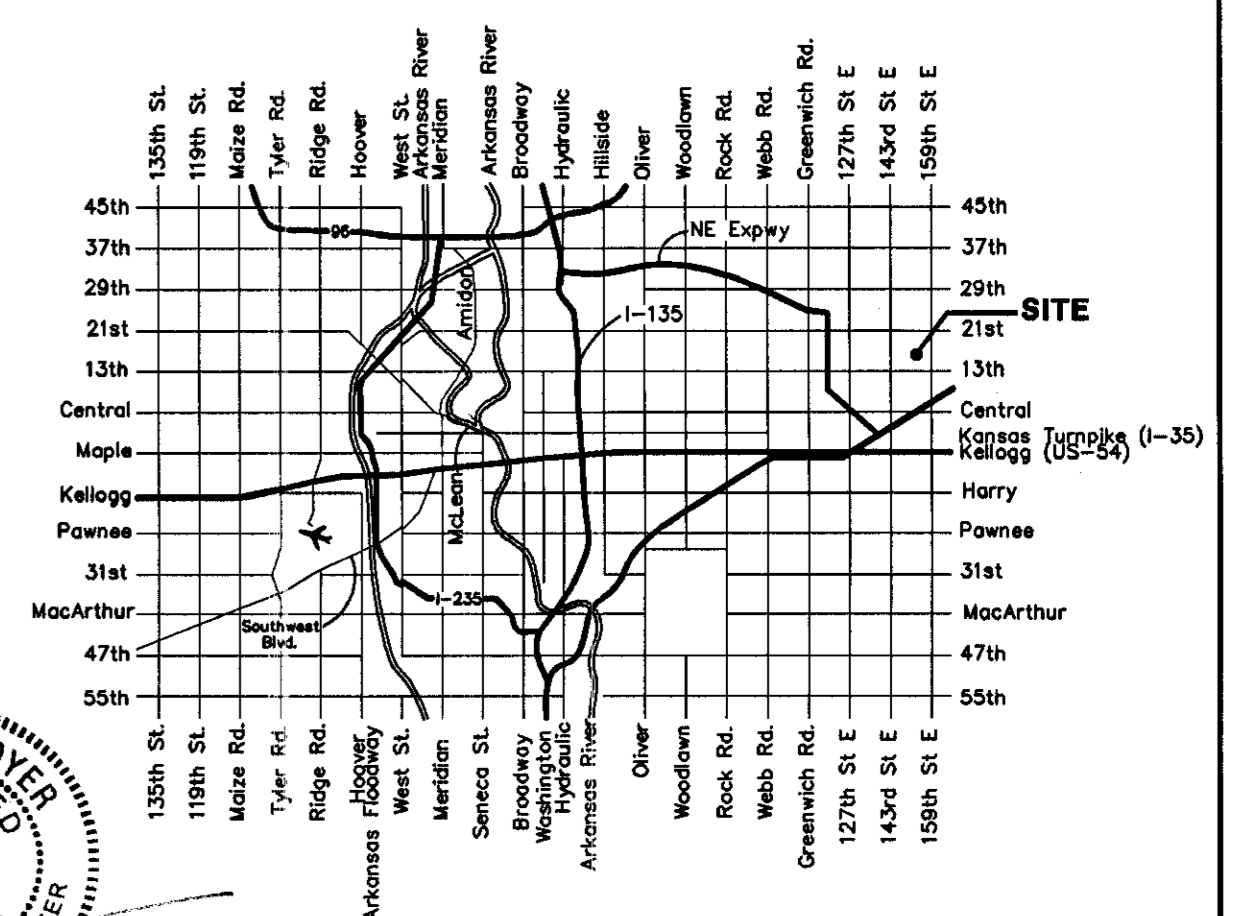 135th St.
119th St.
Maize Rd.
Tyler Rd.
Ridge Rd.
Hoover
West St.
Arkansas River
Meridian
Arkansas River
Broadway
Hydraulic
Hillside
Oliver
Woodlawn
Rock Rd.
Webb Rd.
Greenwich Rd.
127th St E
143rd St E
159th St E
45th
37th
29th
21st
13th
Central
Maple
Kellogg
Pawnee
31st
MacArthur
47th
55th
96
Amidon
NE Expwy
I-135
McLean
I-235
Southwest
Blvd.
45th
37th
29th
SITE
21st
13th
Central
Kansas Turnpike (I-35)
Kellogg (US-54)
Harry
Pawnee
31st
MacArthur
47th
55th
135th St.
119th St.
Maize Rd.
Tyler Rd.
Ridge Rd.
Hoover
Arkansas Floodway
West St.
Meridian
Seneca St.
Broadway
Washington
Hydraulic
Arkansas River
Oliver
Woodlawn
Rock Rd.
Webb Rd.
Greenwich Rd.
127th St E
143rd St E
159th St E